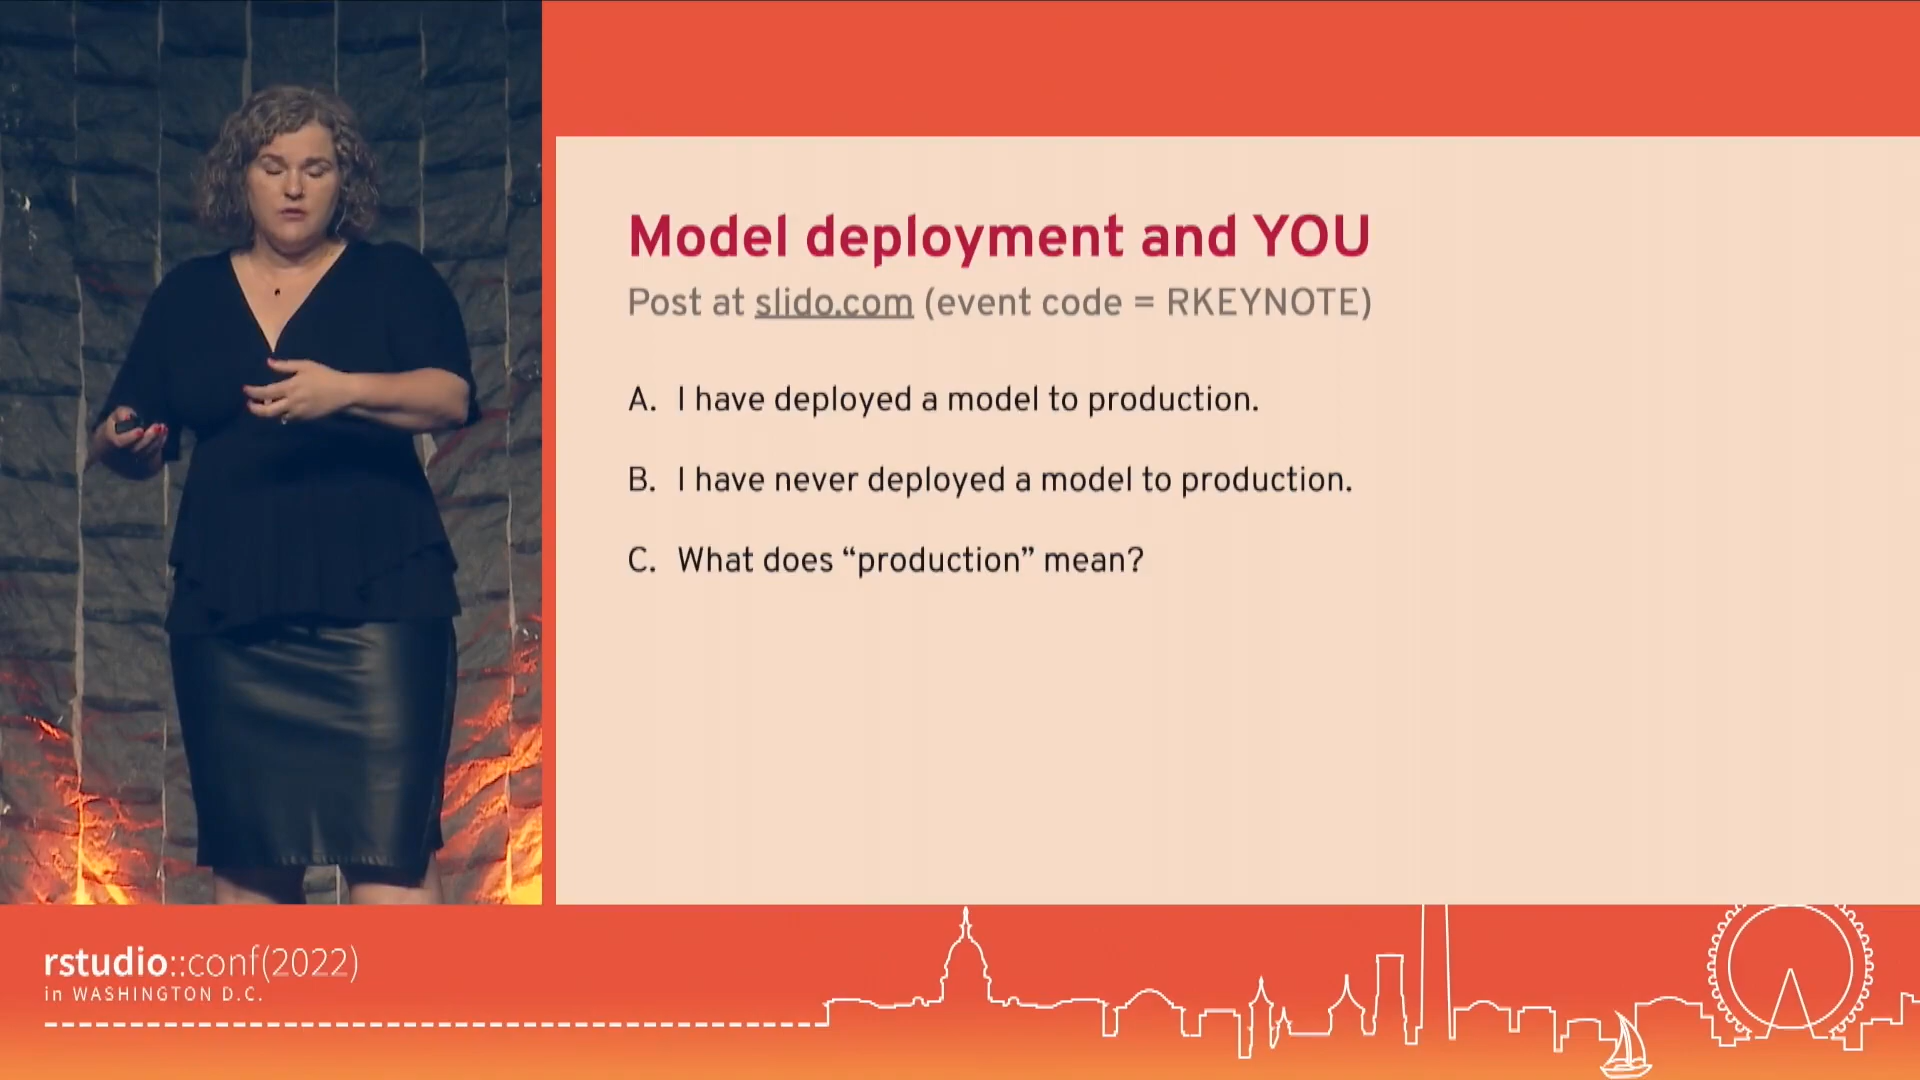 Model deployment and YOU
Post at slido.com (event code = RKEYNOTE)
A. I have deployed a model to production.
B. I have never deployed a model to production.
C. What does “production” mean?
rstudio::conf(2022)
in WASHINGTON D.C.